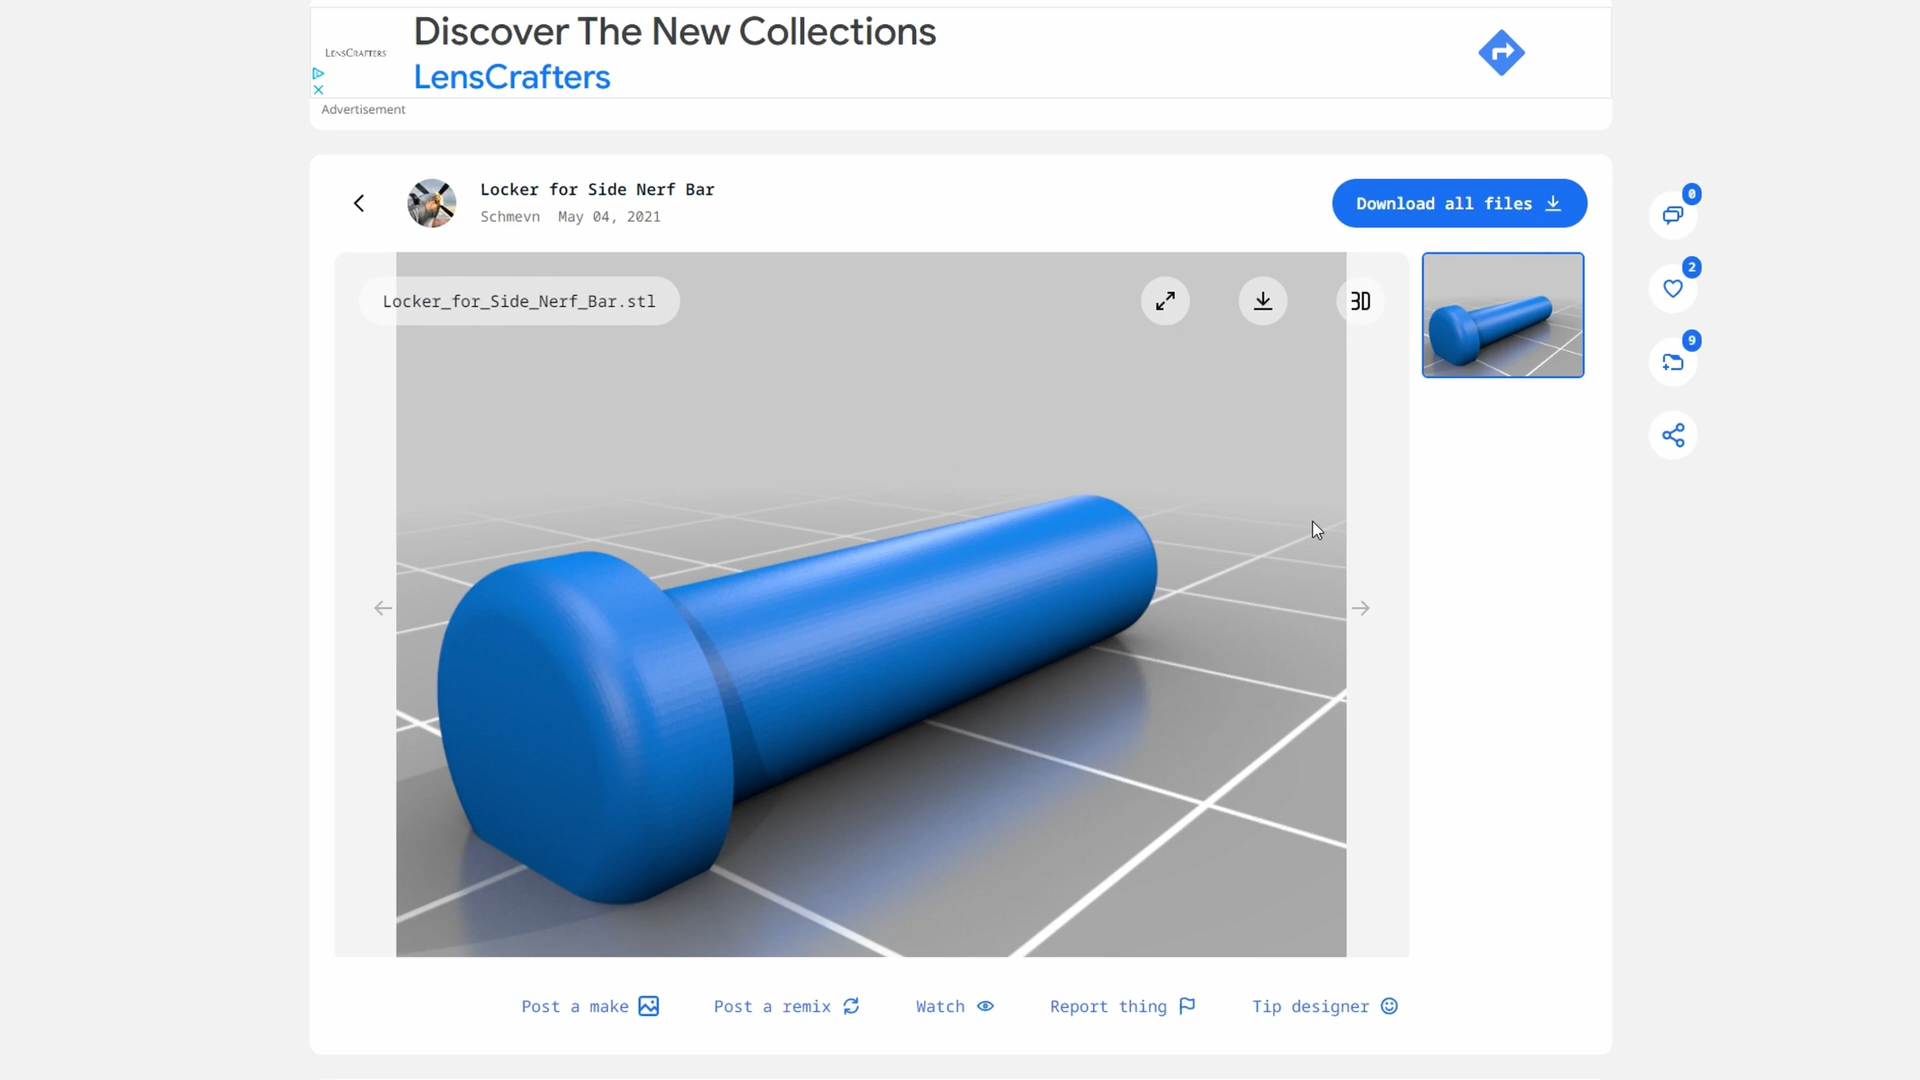 LENSCRAFTERS
Discover The New Collections
LensCrafters
Advertisement
Locker for Side Nerf Bar
Schmevn May 04, 2021
Download all files
0
2
9
Locker_for_Side_Nerf_Bar.stl
3D
Post a make
Post a remix
Watch
Report thing
Tip designer